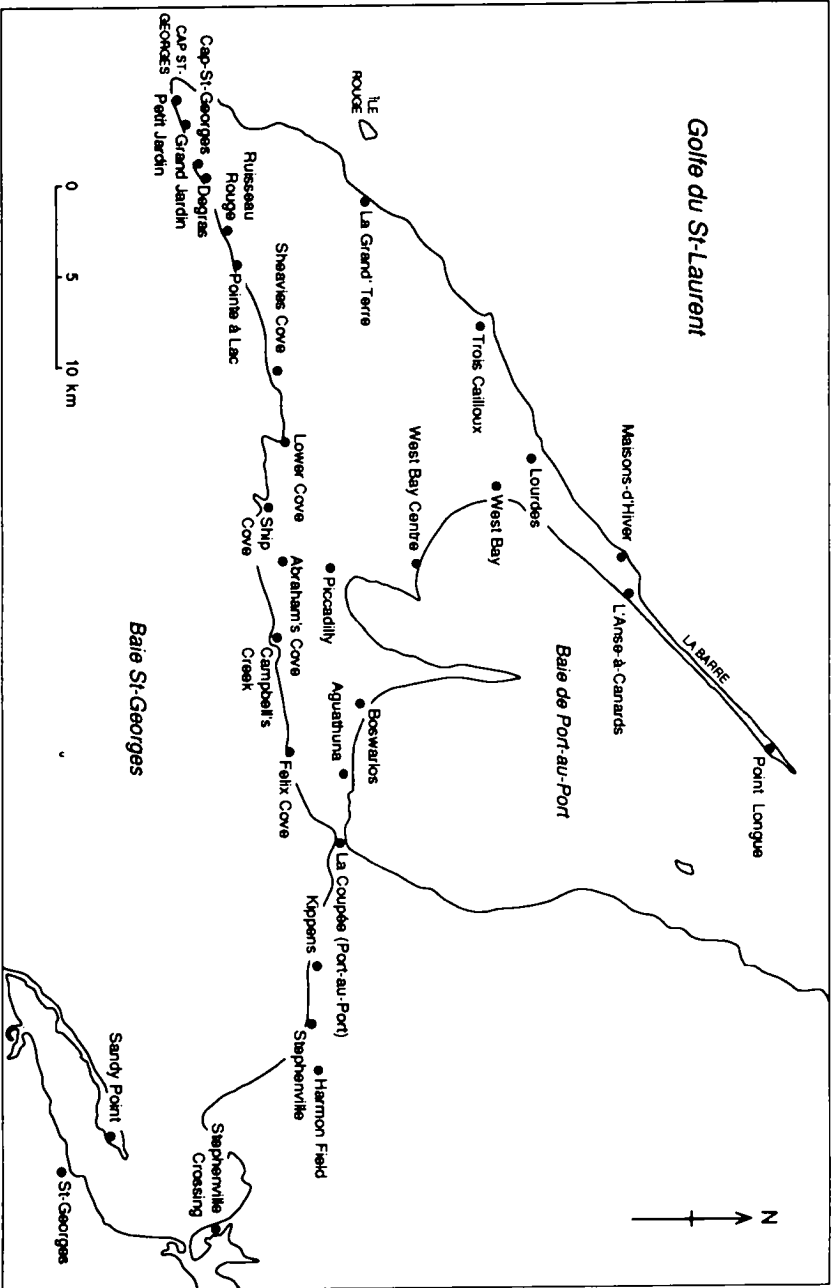 Golfe du St-Laurent
N
Point Longue
LA BARRE
Maisons-d'Hiver
L'Anse-à-Canards
Baie de Port-au-Port
Lourdes
West Bay
Trois Cailloux
West Bay Centre
ÎLE
ROUGE
La Grand' Terre
Piccadilly
Boswarlos
Aguathuna
La Coupée (Port-au-Port)
Kippens
Harmon Field
Stephenville
Cap-St-Georges
CAP ST-
GEORGES
Petit Jardin
Grand Jardin
Degras
Ruisseau
Rouge
Pointe à Lac
Sheavies Cove
Lower Cove
Ship
Cove
Abraham's Cove
Campbell's
Creek
Felix Cove
Stephenville
Crossing
Baie St-Georges
Sandy Point
St-Georges
0 5 10 km